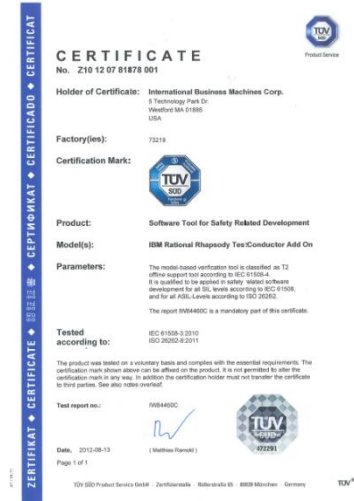 ZERTIFIKAT ◆ CERTIFICATE ◆ ◆ СЕРТИФИКАТ ◆ CERTIFICADO ◆ CERTIFICAT
TÜV
SÜD
Product Service
CERTIFICATE
No. Z10 12 07 81878 001
Holder of Certificate: International Business Machines Corp.
5 Technology Park Dr.
Westford MA 01886
USA
Factory(ies): 73219
Certification Mark:
TÜV
SÜD
Product: Software Tool for Safety Related Development
Model(s): IBM Rational Rhapsody TestConductor Add On
Parameters: The model-based verification tool is classified as T2
offline support tool according to IEC 61508-4.
It is qualified to be applied in safety related software
development for all SIL levels according to IEC 61508,
and for all ASIL-Levels according to ISO 26262.
The report IW84460C is a mandatory part of this certificate.
Tested
according to:
IEC 61508-3:2010
ISO 26262-8:2011
The product was tested on a voluntary basis and complies with the essential requirements. The
certification mark shown above can be affixed on the product. It is not permitted to alter the
certification mark in any way. In addition the certification holder must not transfer the certificate
to third parties. See also notes overleaf.
Test report no.: IW84460C
TÜV
SÜD
472291
Date, 2012-08-13
Page 1 of 1
TÜV SÜD Product Service GmbH · Zertifizierstelle · Ridlerstraße 65 · 80339 München · Germany
TÜV